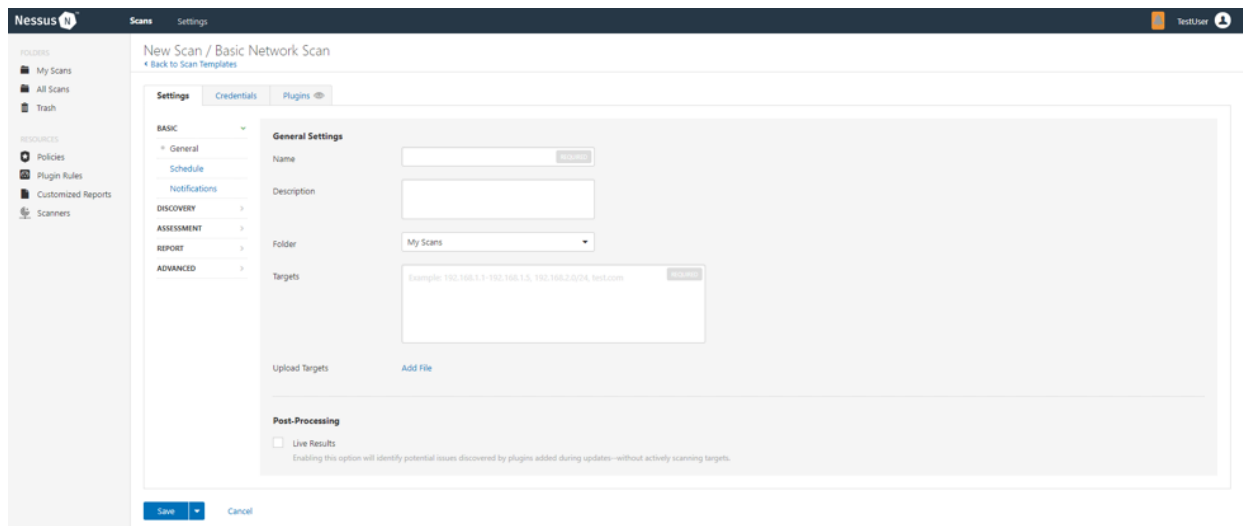 Nessus N
Scans
Settings
TestUser
FOLDERS
My Scans
All Scans
Trash
RESOURCES
Policies
Plugin Rules
Customized Reports
Scanners
New Scan / Basic Network Scan
Back to Scan Templates
Settings
Credentials
Plugins
BASIC
General
Schedule
Notifications
DISCOVERY
ASSESSMENT
REPORT
ADVANCED
General Settings
Name
REQUIRED
Description
Folder
My Scans
Targets
Example: 192.168.1.1-192.168.1.5, 192.168.2.0/24, test.com
REQUIRED
Upload Targets
Add File
Post-Processing
Live Results
Enabling this option will identify potential issues discovered by plugins added during updates--without actively scanning targets.
Save
Cancel